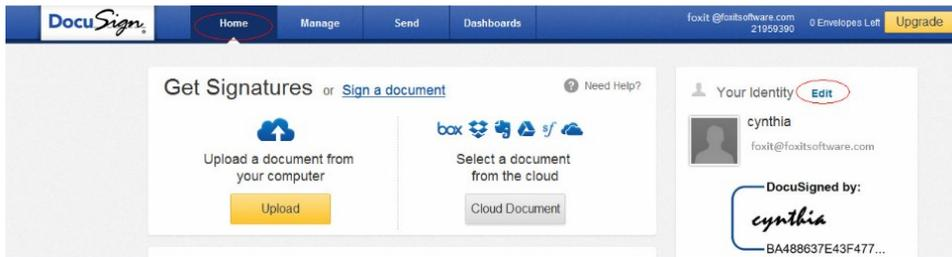 DocuSign. Home Manage Send Dashboards foxit @foxitsoftware.com 0 Envelopes Left Upgrade
21959390
Get Signatures or Sign a document
? Need Help?
Upload a document from
your computer
Upload
box sf
Select a document
from the cloud
Cloud Document
Your Identity Edit
cynthia
foxit@foxitsoftware.com
DocuSigned by:
cynthia
BA488637E43F477...